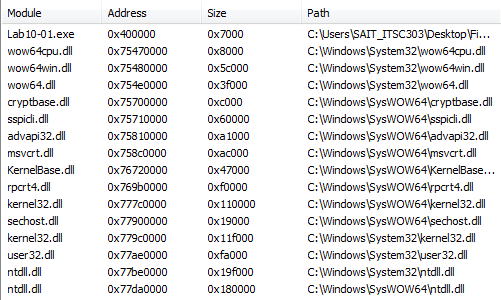 Module Address Size Path
Lab10-01.exe 0x400000 0x7000 C:\Users\SAIT_ITSC303\Desktop\Fi...
wow64cpu.dll 0x75470000 0x8000 C:\Windows\System32\wow64cpu.dll
wow64win.dll 0x75480000 0x5c000 C:\Windows\System32\wow64win.dll
wow64.dll 0x754e0000 0x3f000 C:\Windows\System32\wow64.dll
cryptbase.dll 0x75700000 0xc000 C:\Windows\SysWOW64\cryptbase.dll
sspicli.dll 0x75710000 0x60000 C:\Windows\SysWOW64\sspicli.dll
advapi32.dll 0x75810000 0xa1000 C:\Windows\SysWOW64\advapi32.dll
msvcrt.dll 0x758c0000 0xac000 C:\Windows\SysWOW64\msvcrt.dll
KernelBase.dll 0x76720000 0x47000 C:\Windows\SysWOW64\KernelBase...
rpcrt4.dll 0x769b0000 0xf0000 C:\Windows\SysWOW64\rpcrt4.dll
kernel32.dll 0x777c0000 0x110000 C:\Windows\SysWOW64\kernel32.dll
sechost.dll 0x77900000 0x19000 C:\Windows\SysWOW64\sechost.dll
kernel32.dll 0x779c0000 0x11f000 C:\Windows\System32\kernel32.dll
user32.dll 0x77ae0000 0xfa000 C:\Windows\System32\user32.dll
ntdll.dll 0x77be0000 0x19f000 C:\Windows\System32\ntdll.dll
ntdll.dll 0x77da0000 0x180000 C:\Windows\SysWOW64\ntdll.dll